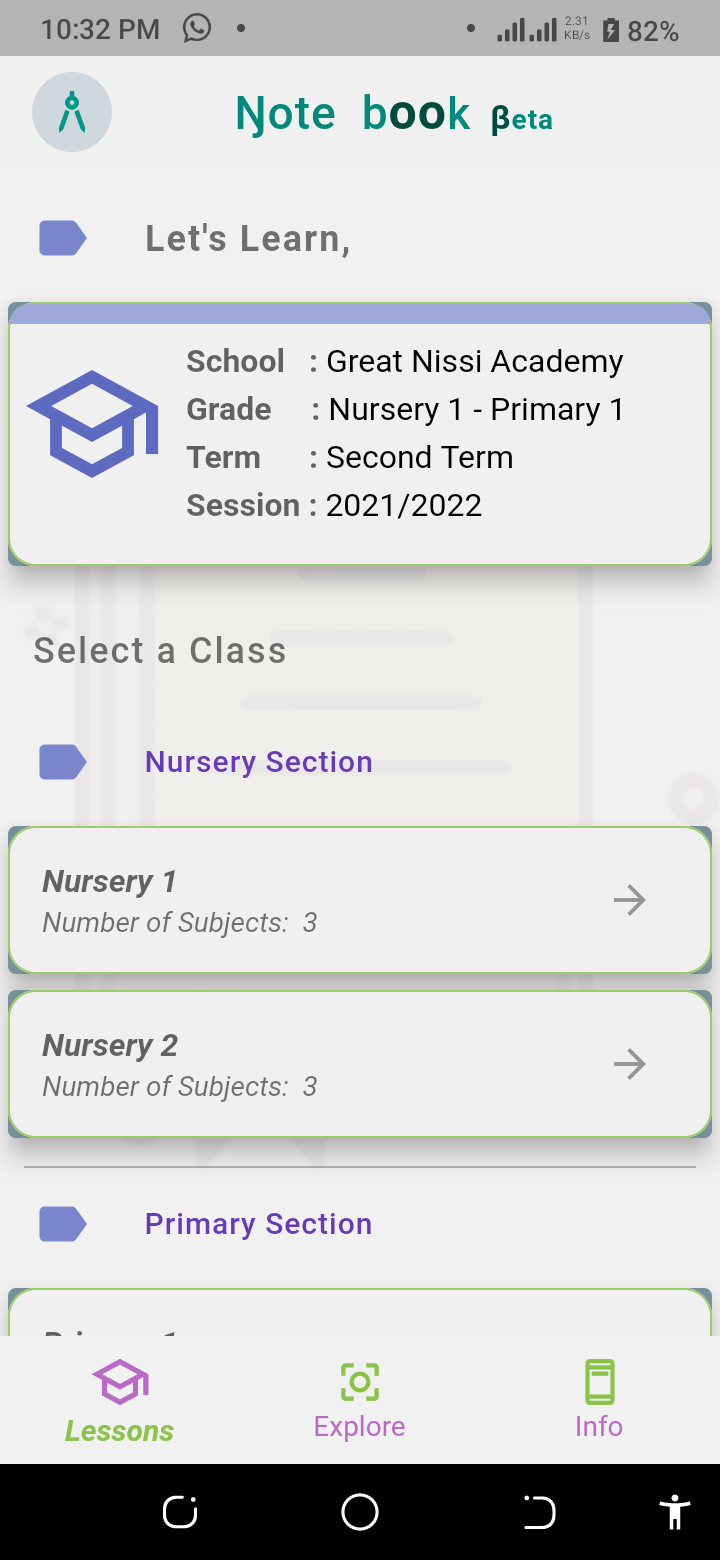 10:32 PM 2.31 KB/s 82%
Ŋote book βeta
Let's Learn,
School : Great Nissi Academy
Grade : Nursery 1 - Primary 1
Term : Second Term
Session : 2021/2022
Select a Class
Nursery Section
Nursery 1
Number of Subjects: 3
Nursery 2
Number of Subjects: 3
Primary Section
Lessons Explore Info